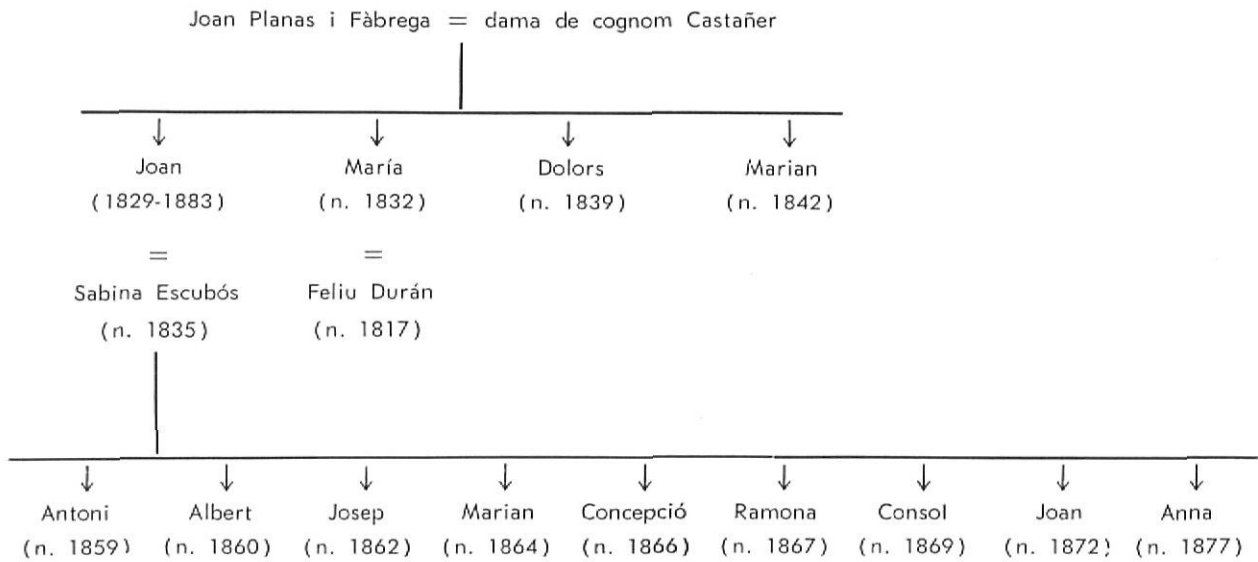 Joan Planas i Fàbrega = dama de cognom Castañer
Joan María Dolors Marian
(1829-1883) (n. 1832) (n. 1839) (n. 1842)
= =
Sabina Escubós Feliu Durán
(n. 1835) (n. 1817)
Antoni Albert Josep Marian Concepció Ramona Consol Joan Anna
(n. 1859) (n. 1860) (n. 1862) (n. 1864) (n. 1866) (n. 1867) (n. 1869) (n. 1872) (n. 1877)